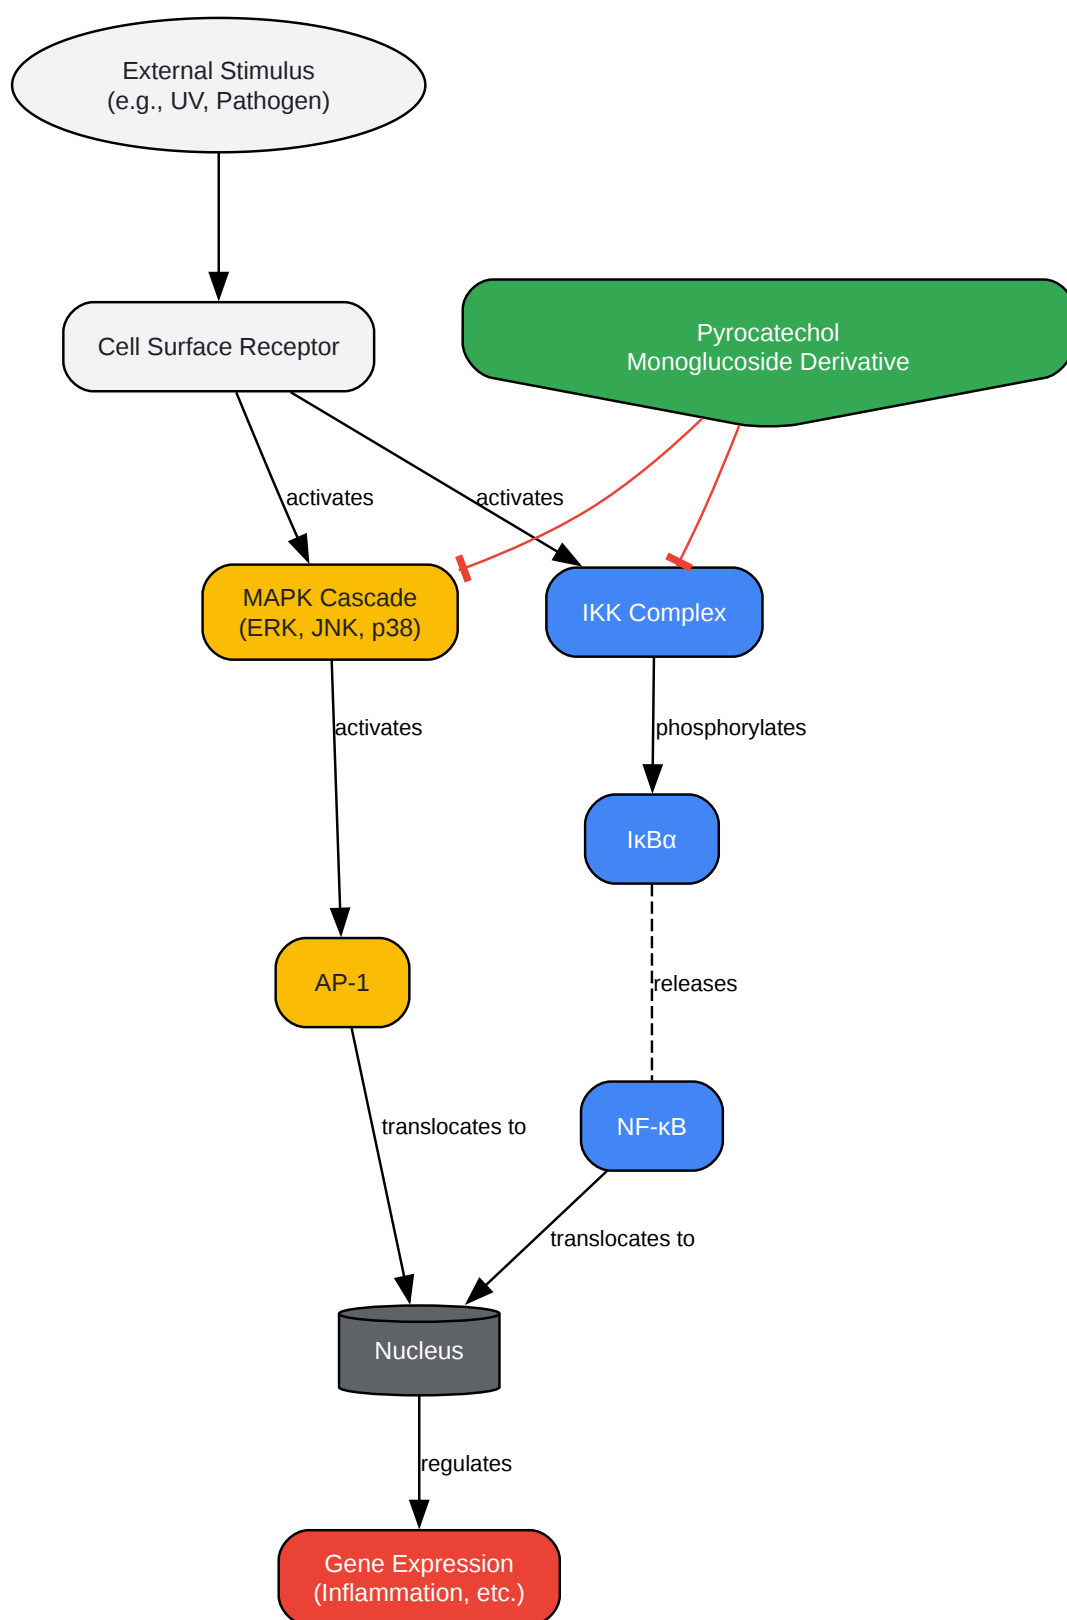 External Stimulus
(e.g., UV, Pathogen)
Cell Surface Receptor
Pyrocatechol
Monoglucoside Derivative
activates
activates
MAPK Cascade
(ERK, JNK, p38)
IKK Complex
activates
phosphorylates
IκBα
AP-1
releases
translocates to
NF-κB
translocates to
Nucleus
regulates
Gene Expression
(Inflammation, etc.)